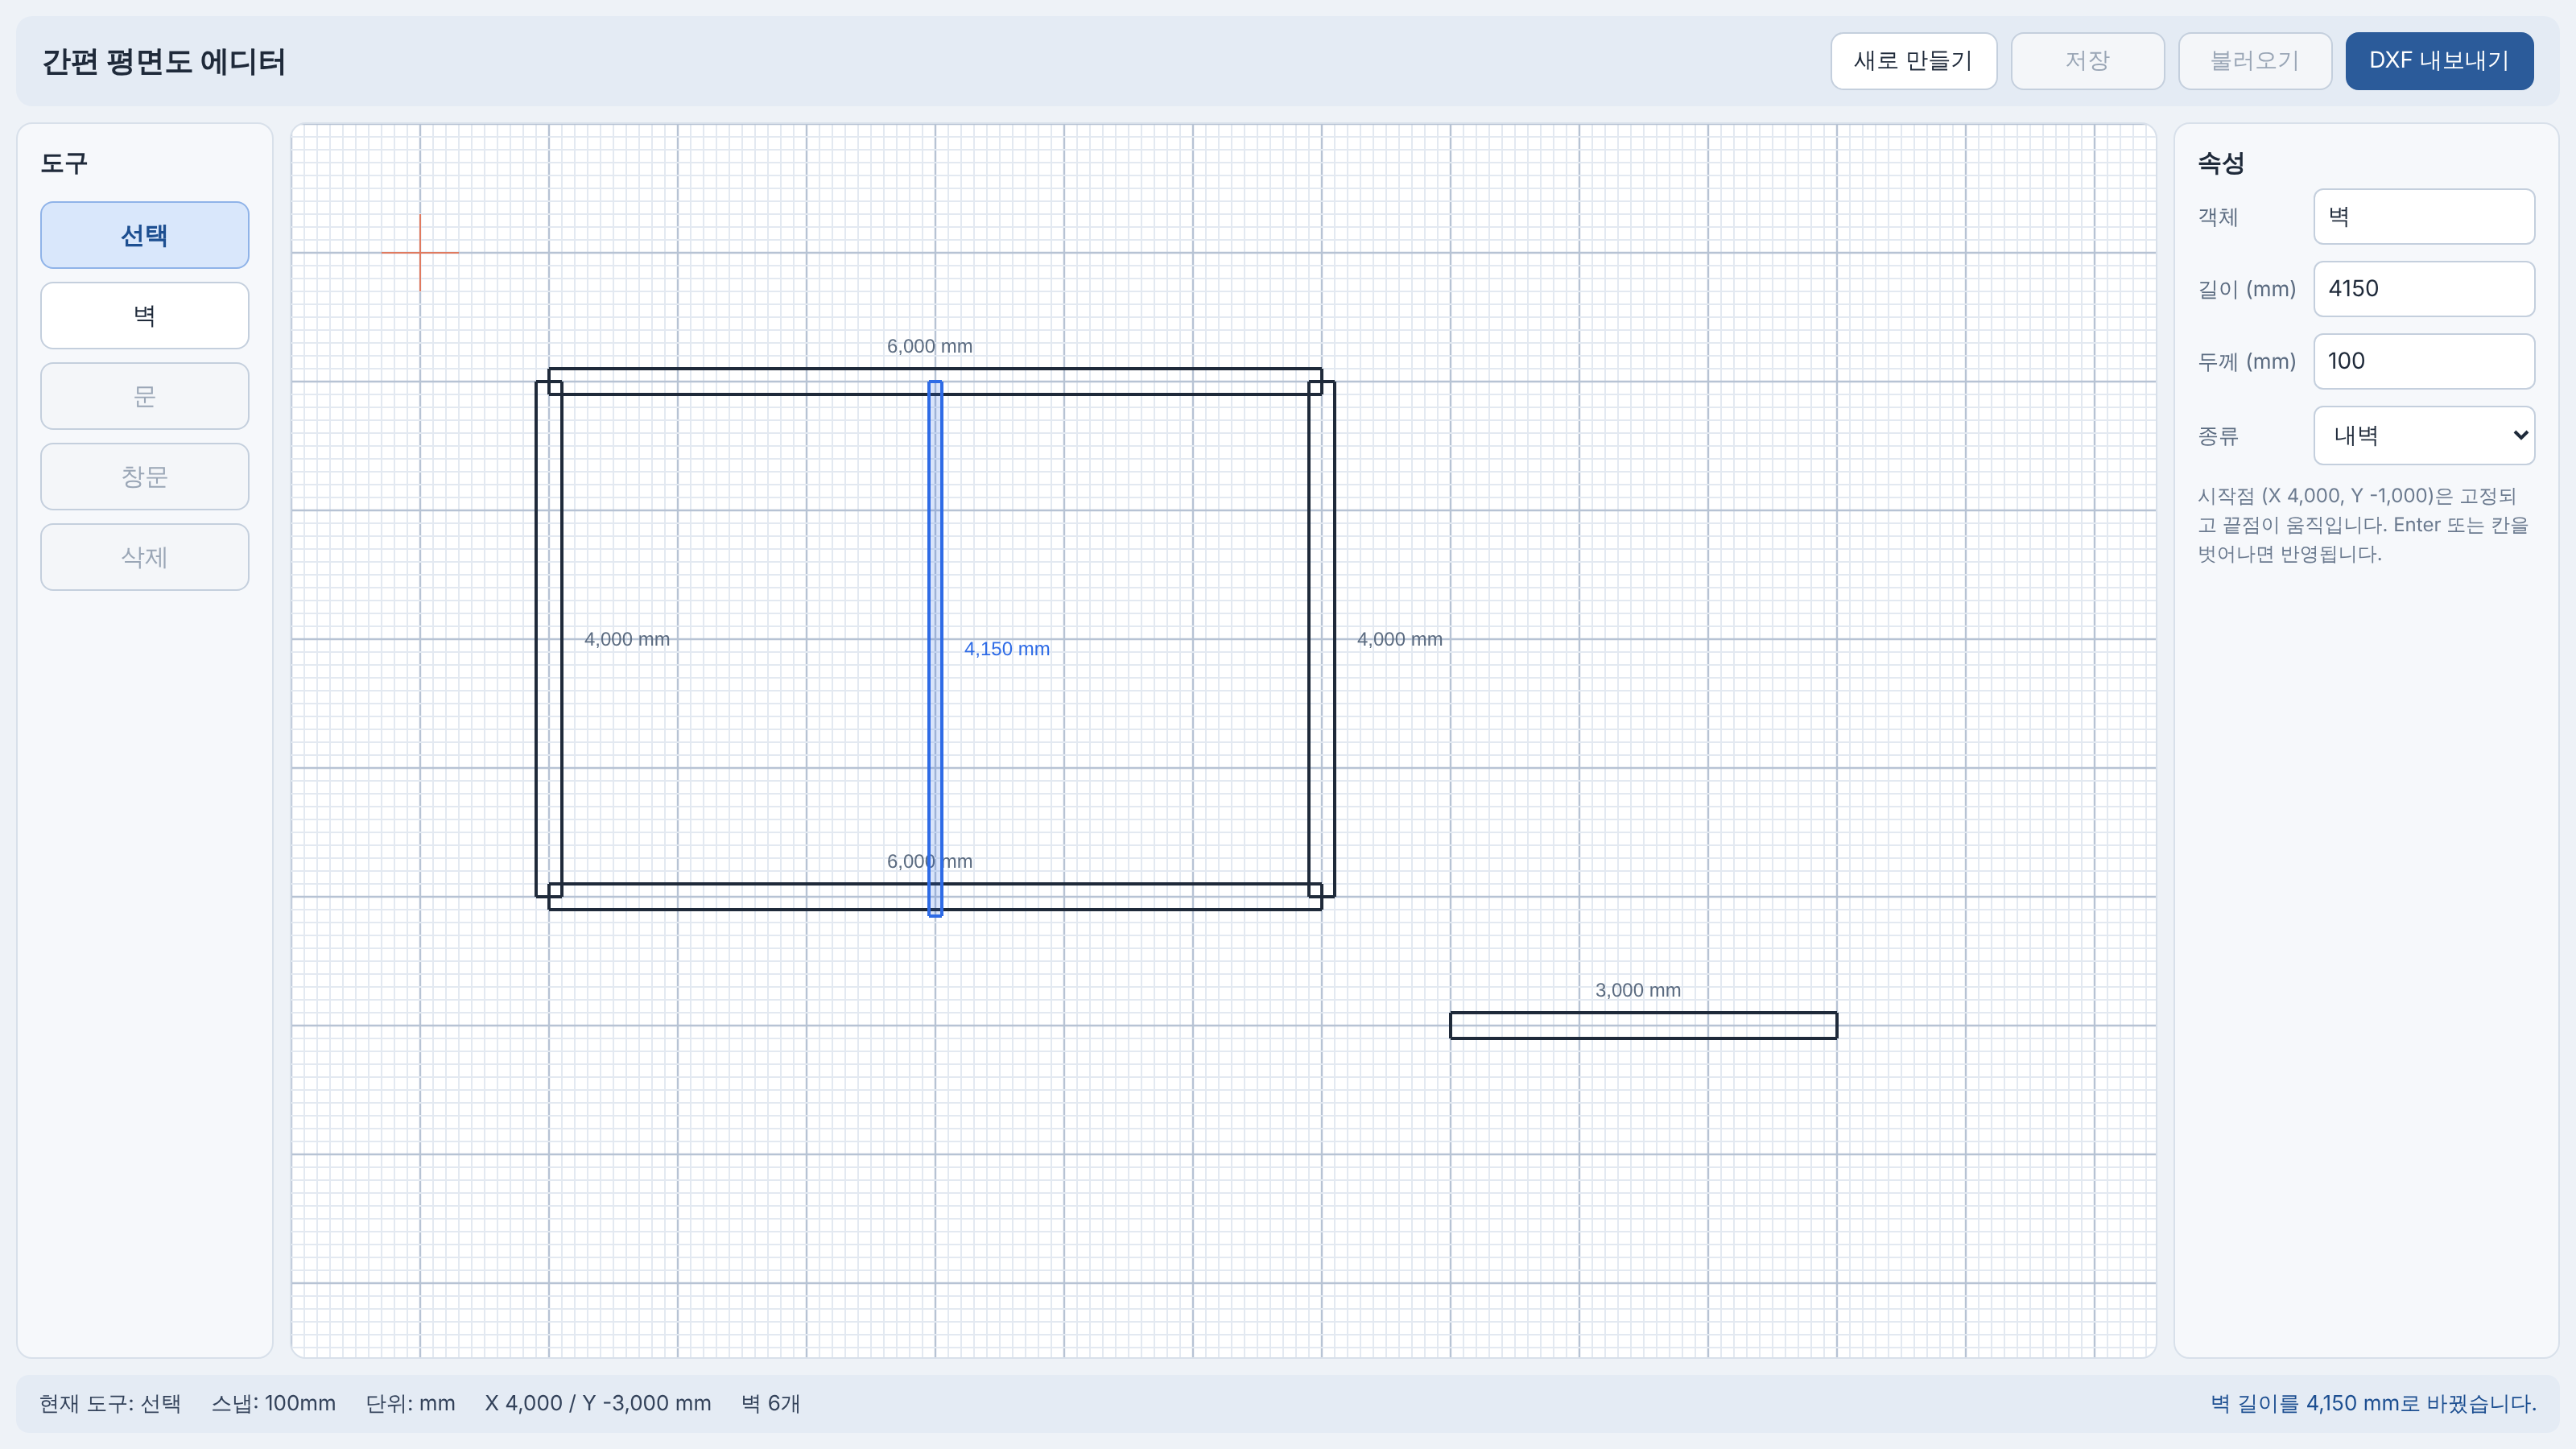 간편 평면도 에디터
새로 만들기
저장
불러오기
DXF 내보내기
도구
선택
벽
문
창문
삭제
6,000 mm
4,000 mm
4,150 mm
4,000 mm
6,000 mm
3,000 mm
속성
객체 벽
길이 (mm) 4150
두께 (mm) 100
종류 내벽
시작점 (X 4,000, Y -1,000)은 고정되
고 끝점이 움직입니다. Enter 또는 칸을
벗어나면 반영됩니다.
현재 도구: 선택 스냅: 100mm 단위: mm X 4,000 / Y -3,000 mm 벽 6개
벽 길이를 4,150 mm로 바꿨습니다.